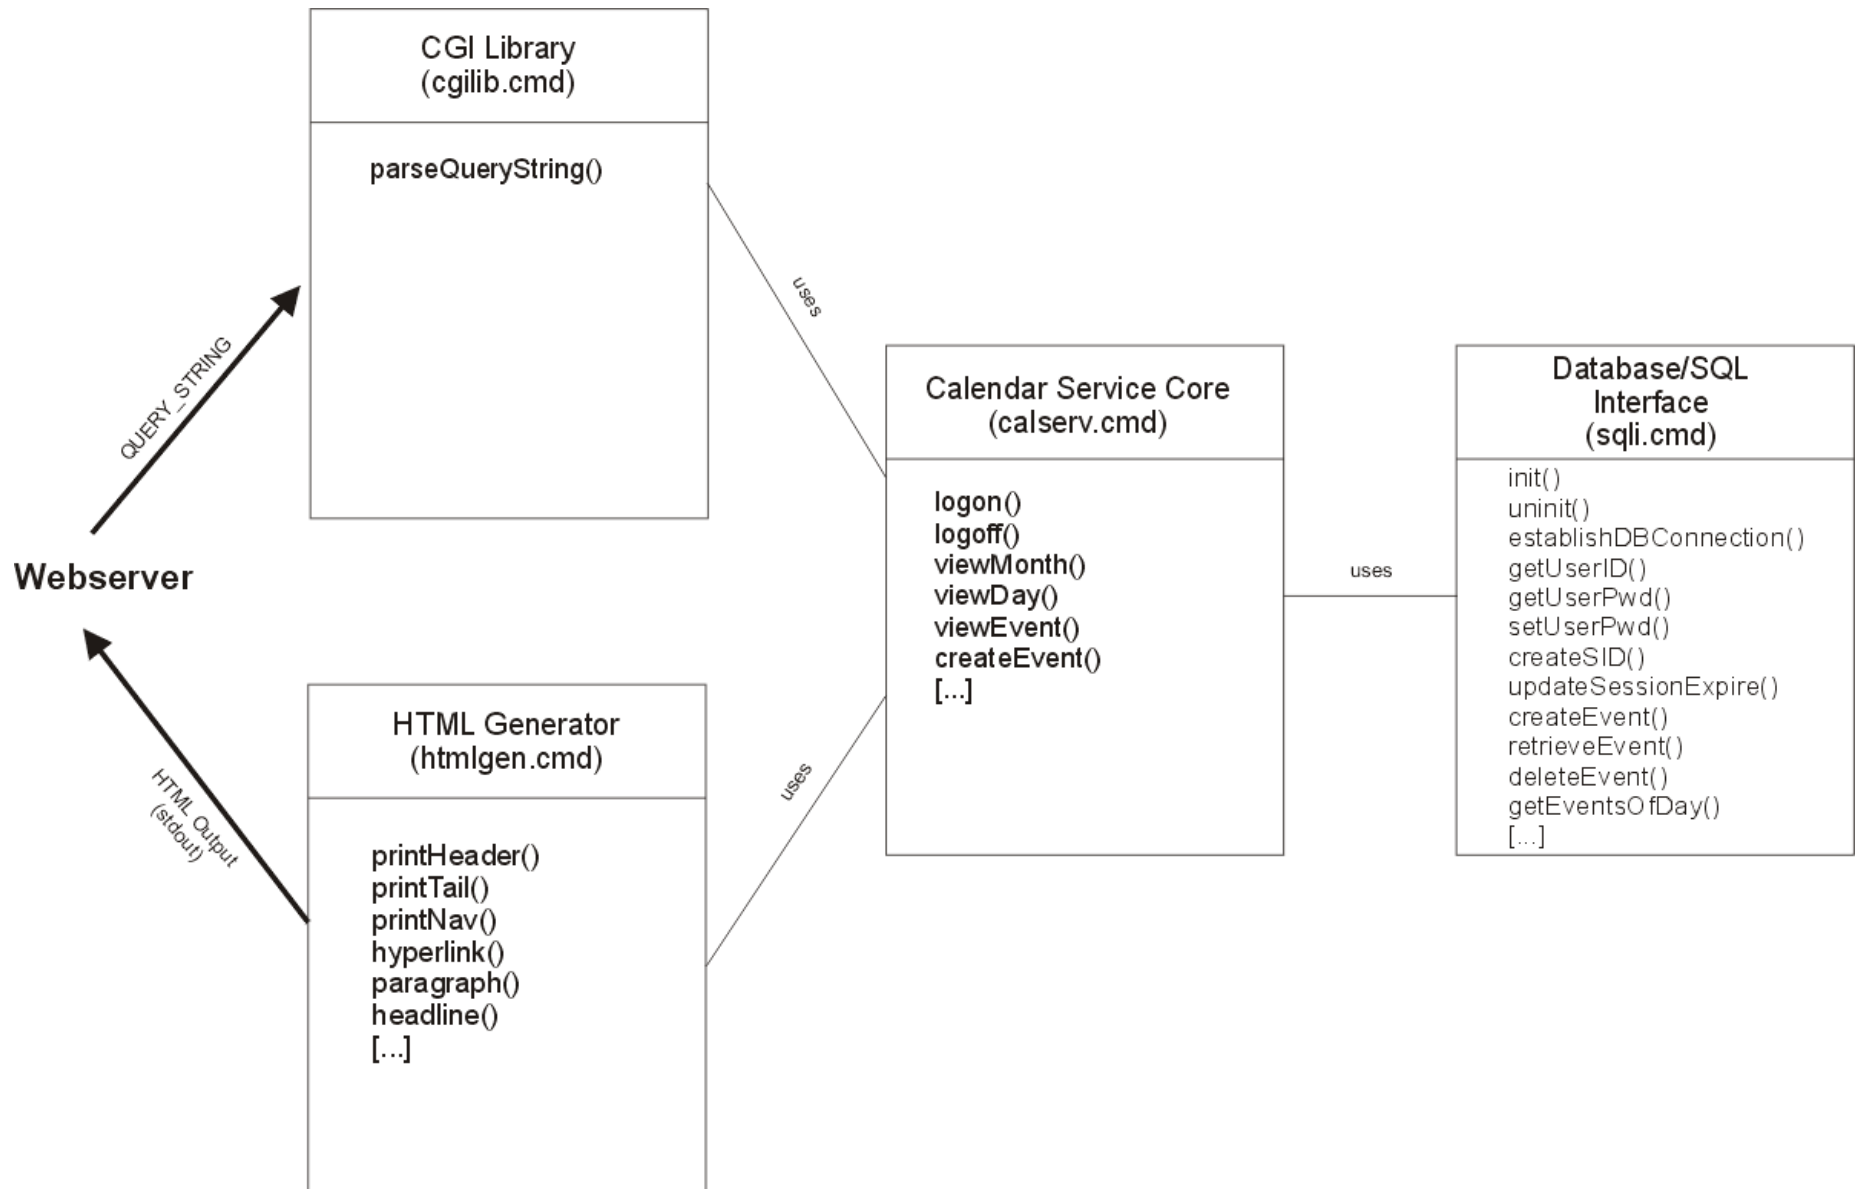 CGI Library
(cgilib.cmd)
parseQueryString()
uses
QUERY_STRING
Webserver
Calendar Service Core
(calserv.cmd)
logon()
logoff()
viewMonth()
viewDay()
viewEvent()
createEvent()
[...]
uses
Database/SQL
Interface
(sqli.cmd)
init()
uninit()
establishDBConnection()
getUserID()
getUserPwd()
setUserPwd()
createSID()
updateSessionExpire()
createEvent()
retrieveEvent()
deleteEvent()
getEventsOfDay()
[...]
HTML Output
(stdout)
HTML Generator
(htmlgen.cmd)
printHeader()
printTail()
printNav()
hyperlink()
paragraph()
headline()
[...]
uses